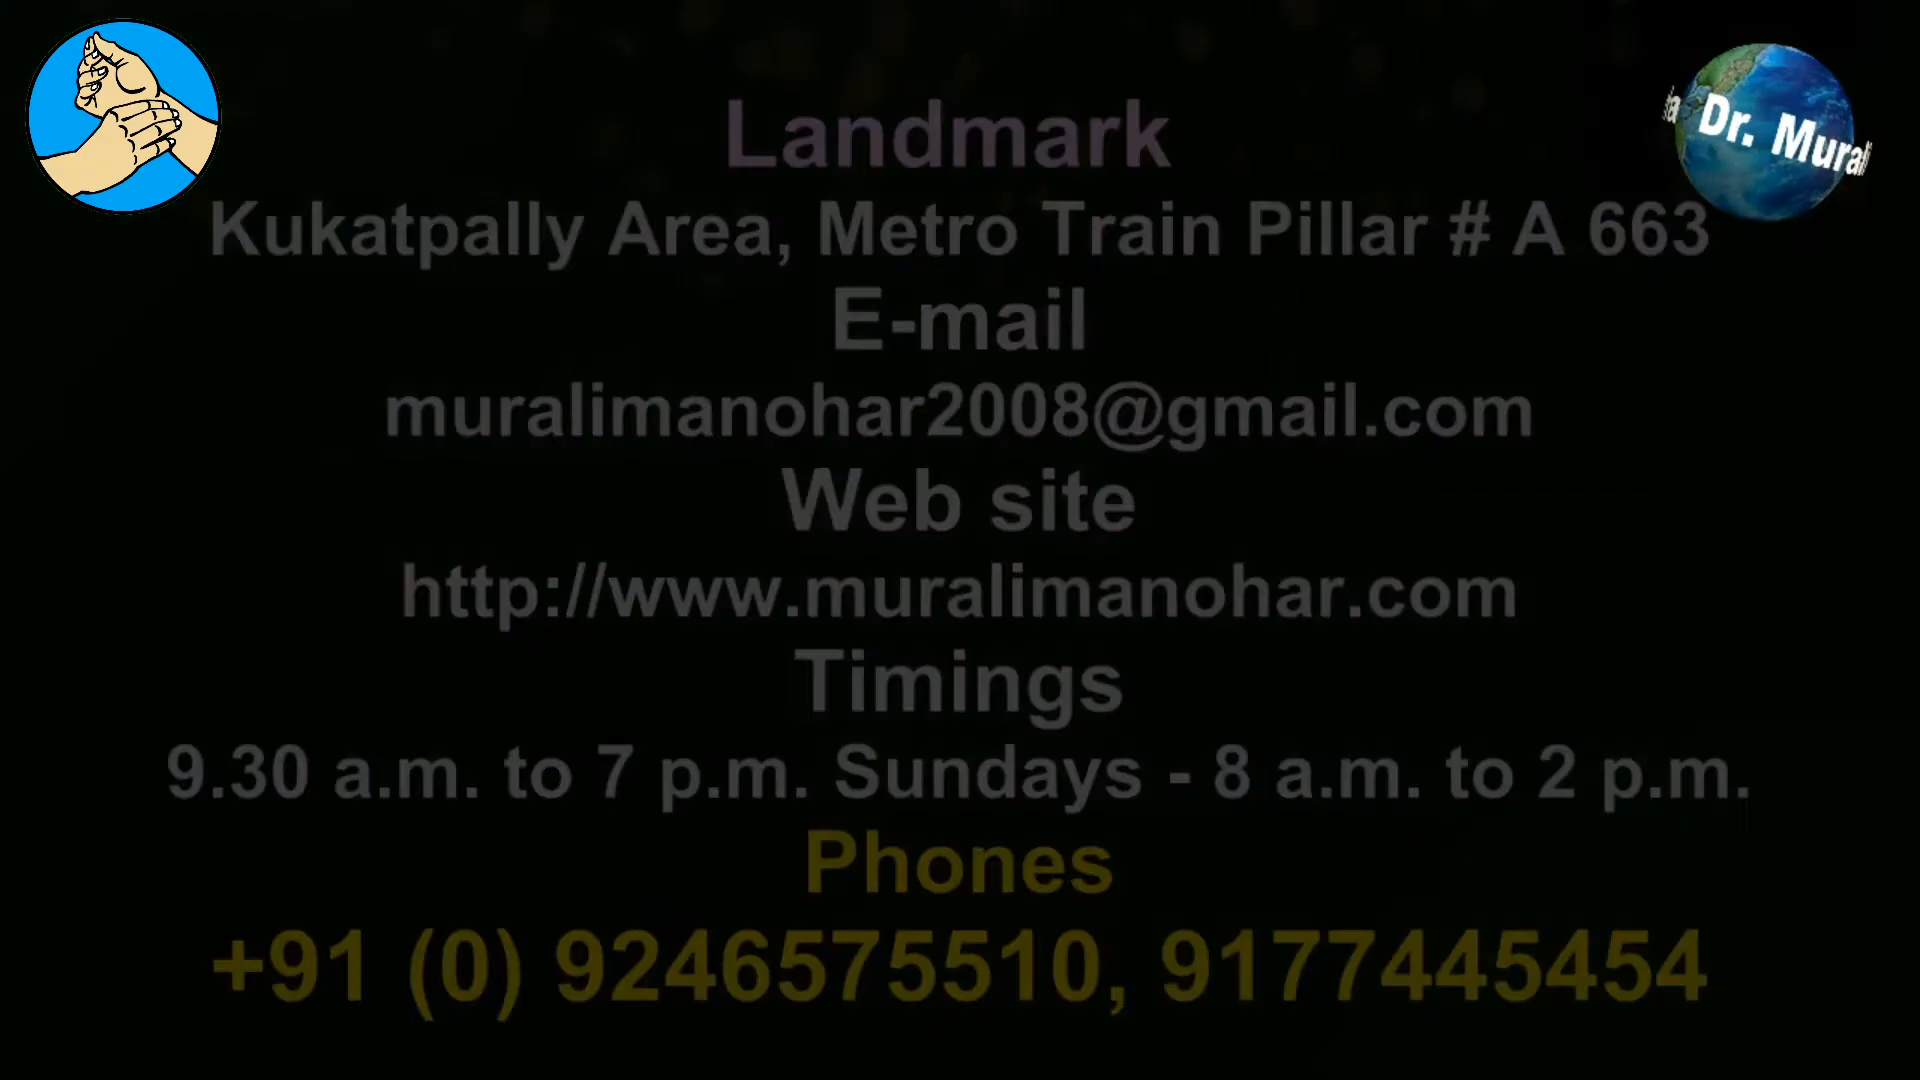 Landmark
Dr. Murali
Kukatpally Area, Metro Train Pillar # A 663
E-mail
muralimanohar2008@gmail.com
Web site
http://www.muralimanohar.com
Timings
9.30 a.m. to 7 p.m. Sundays - 8 a.m. to 2 p.m.
Phones
+91 (0) 9246575510, 9177445454